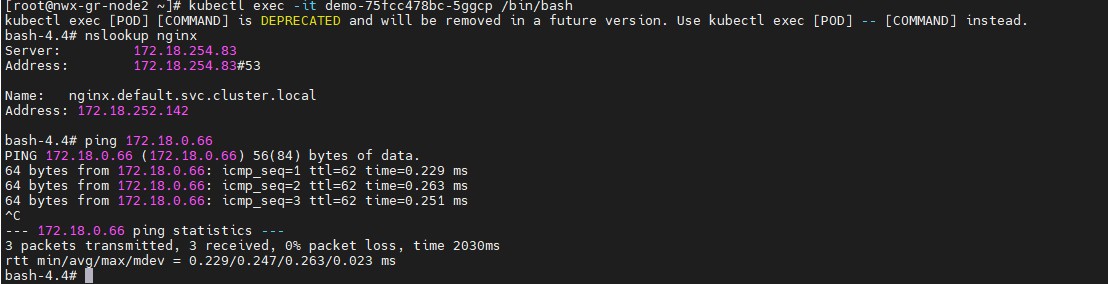 [root@nwx-gr-node2 ~]# kubectl exec -it demo-75fcc478bc-5ggcp /bin/bash
kubectl exec [POD] [COMMAND] is DEPRECATED and will be removed in a future version. Use kubectl exec [POD] -- [COMMAND] instead.
bash-4.4# nslookup nginx
Server:         172.18.254.83
Address:        172.18.254.83#53
Name:   nginx.default.svc.cluster.local
Address: 172.18.252.142
bash-4.4# ping 172.18.0.66
PING 172.18.0.66 (172.18.0.66) 56(84) bytes of data.
64 bytes from 172.18.0.66: icmp_seq=1 ttl=62 time=0.229 ms
64 bytes from 172.18.0.66: icmp_seq=2 ttl=62 time=0.263 ms
64 bytes from 172.18.0.66: icmp_seq=3 ttl=62 time=0.251 ms
^C
--- 172.18.0.66 ping statistics ---
3 packets transmitted, 3 received, 0% packet loss, time 2030ms
rtt min/avg/max/mdev = 0.229/0.247/0.263/0.023 ms
bash-4.4#